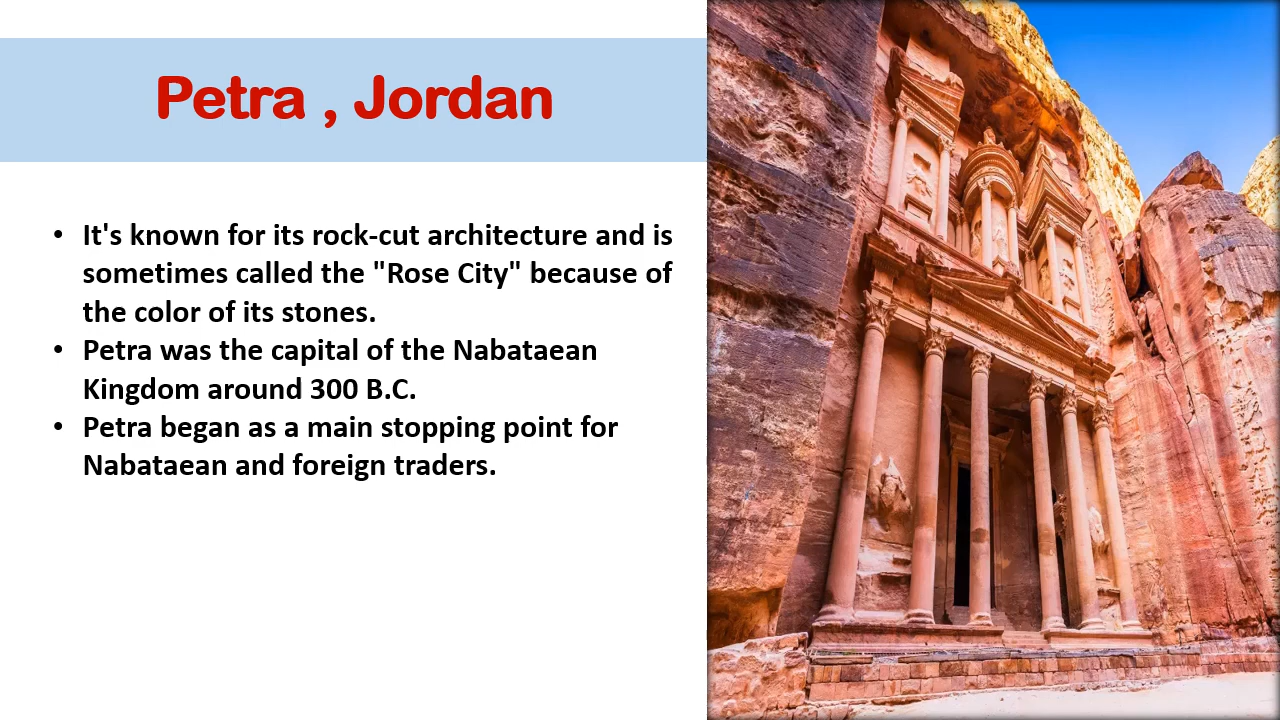 Petra , Jordan
• It's known for its rock-cut architecture and is
sometimes called the "Rose City" because of
the color of its stones.
• Petra was the capital of the Nabataean
Kingdom around 300 B.C.
• Petra began as a main stopping point for
Nabataean and foreign traders.